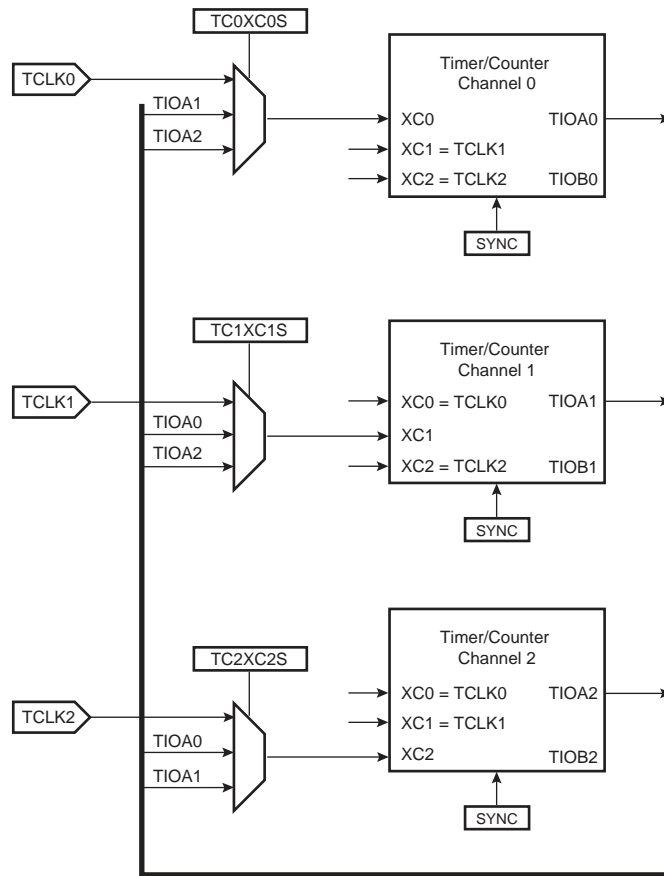 TC0XC0S
TCLK0
TIOA1
TIOA2
Timer/Counter
Channel 0
XC0
TIOA0
XC1 = TCLK1
XC2 = TCLK2
TIOB0
SYNC
TC1XC1S
TCLK1
TIOA0
TIOA2
Timer/Counter
Channel 1
XC0 = TCLK0
TIOA1
XC1
XC2 = TCLK2
TIOB1
SYNC
TC2XC2S
TCLK2
TIOA0
TIOA1
Timer/Counter
Channel 2
XC0 = TCLK0
TIOA2
XC1 = TCLK1
XC2
TIOB2
SYNC